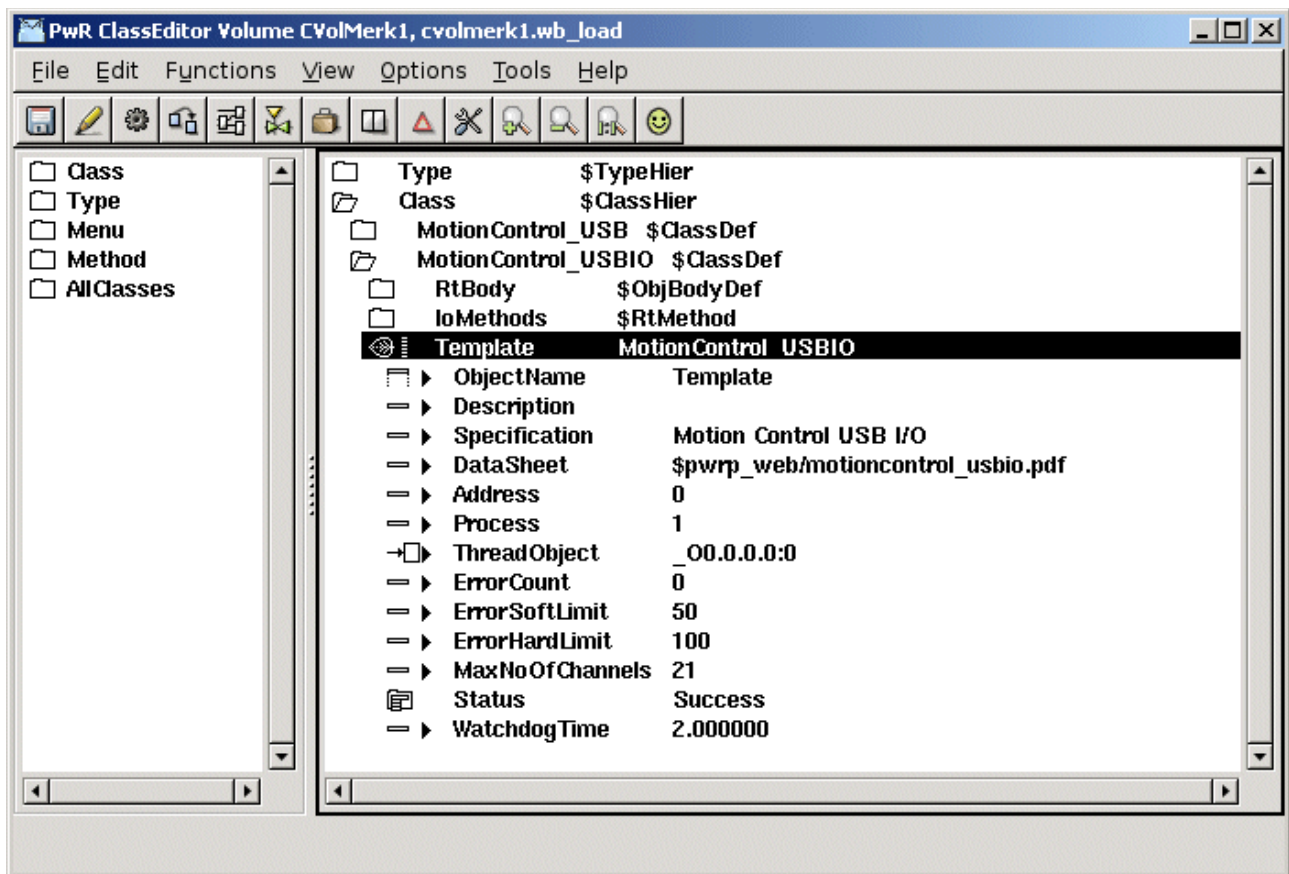 PwR ClassEditor Volume CVolMerk1, cvolmerk1.wb_load
File Edit Functions View Options Tools Help
Class
Type
Menu
Method
AllClasses
Type $TypeHier
Class $ClassHier
MotionControl_USB $ClassDef
MotionControl_USBIO $ClassDef
RtBody $ObjBodyDef
IoMethods $RtMethod
Template MotionControl_USBIO
ObjectName Template
Description
Specification Motion Control USB I/O
DataSheet $pwrp_web/motioncontrol_usbio.pdf
Address 0
Process 1
ThreadObject _O0.0.0.0:0
ErrorCount 0
ErrorSoftLimit 50
ErrorHardLimit 100
MaxNoOfChannels 21
Status Success
WatchdogTime 2.000000